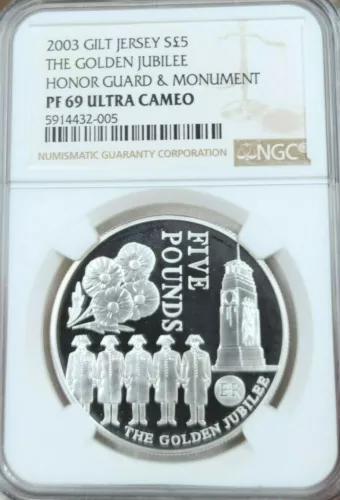 2003 GILT JERSEY S£5
THE GOLDEN JUBILEE
HONOR GUARD & MONUMENT
PF 69 ULTRA CAMEO
5914432-005
NUMISMATIC GUARANTY CORPORATION
NGC
FIVE
POUNDS
THE GOLDEN JUBILEE